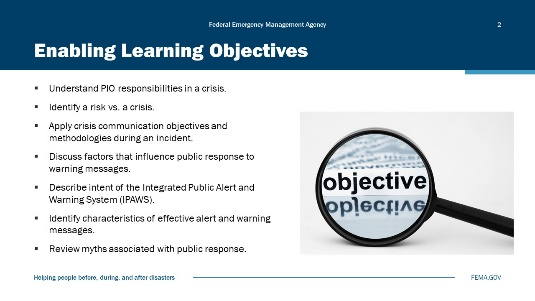 Federal Emergency Management Agency
2
Enabling Learning Objectives
▪ Understand PIO responsibilities in a crisis.
▪ Identify a risk vs. a crisis.
▪ Apply crisis communication objectives and
methodologies during an incident.
▪ Discuss factors that influence public response to
warning messages.
▪ Describe intent of the Integrated Public Alert and
Warning System (IPAWS).
▪ Identify characteristics of effective alert and warning
messages.
▪ Review myths associated with public response.
objective
objective
Helping people before, during, and after disasters
FEMA.GOV